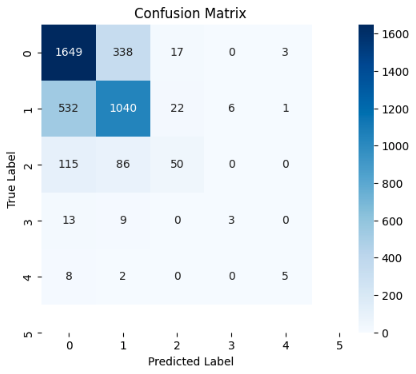 Confusion Matrix
0 1649 338 17 0 3
1 532 1040 22 6 1
2 115 86 50 0 0
3 13 9 0 3 0
4 8 2 0 0 5
5
0 1 2 3 4 5
True Label
Predicted Label
1600
1400
1200
1000
800
600
400
200
0